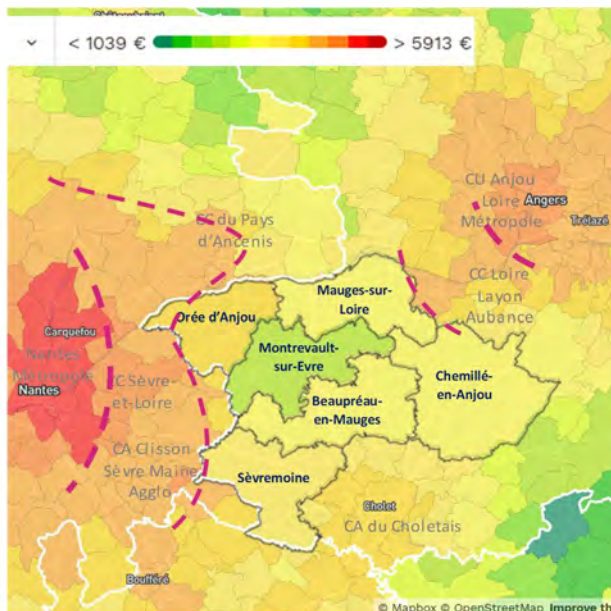 < 1039 €
> 5913 €
CU Anjou
Loire
Métropole
Angers
Trélazé
CC du Pays
d'Ancenis
CC Loire
Layon
Aubance
Mauges-sur-
Loire
Orée d'Anjou
Carquefou
Nantes
Métropole
Nantes
Montrevault-
sur-Evre
Chemillé-
en-Anjou
CC Sèvre-
et-Loire
Beaupréau-
en-Mauges
CA Clisson
Sèvre Maine
Agglo
Sèvremoine
Cholet
CA du Choletais
Boufféré
© Mapbox © OpenStreetMap Improve th